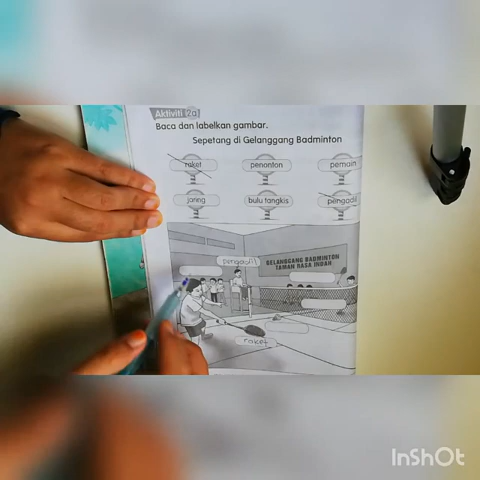 Aktiviti 2a
Baca dan labelkan gambar.
Sepetang di Gelanggang Badminton
raket penonton pemain
jaring bulu tangkis pengadil
pengadil
GELANGGANG BADMINTON
TAMAN RASA INDAH
raket
InShOt